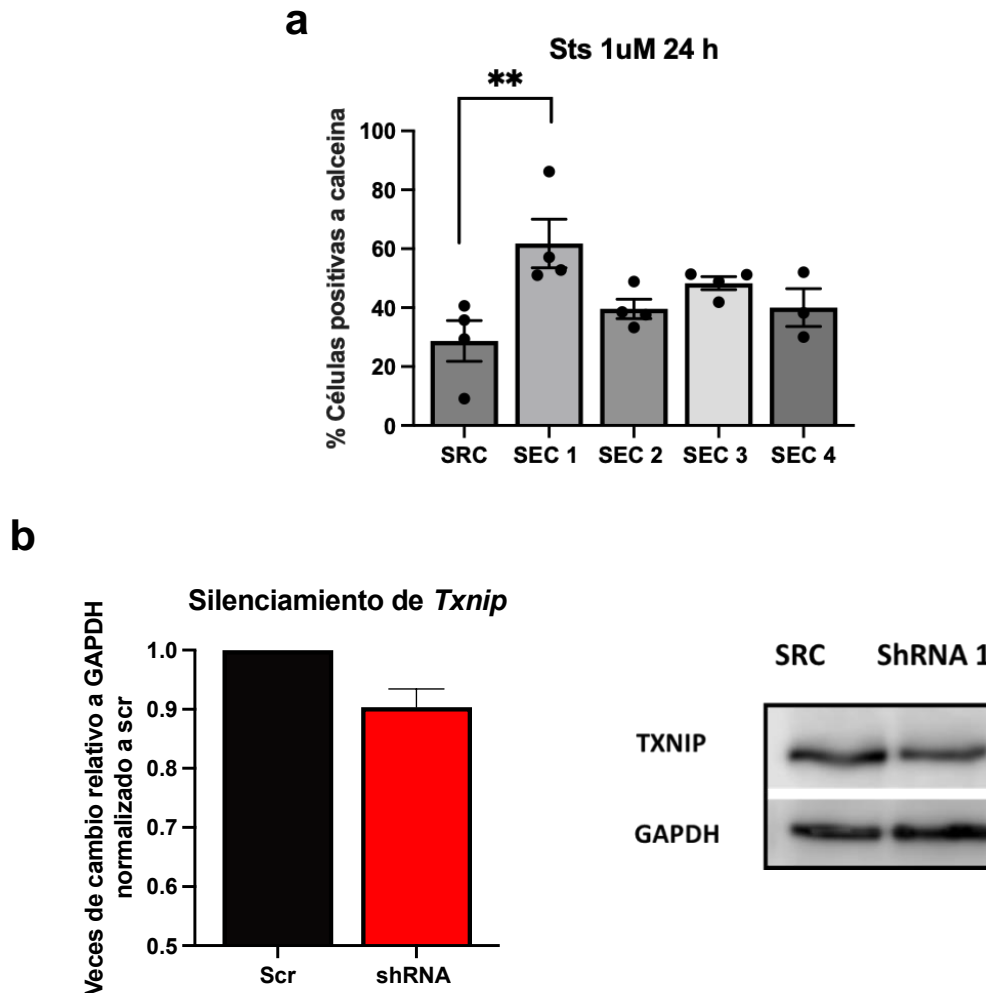 a
Sts 1uM 24 h
**
% Células positivas a calceina
100
80
60
40
20
0
SRC SEC 1 SEC 2 SEC 3 SEC 4
b
Silenciamiento de Txnip
Veces de cambio relativo a GAPDH
normalizado a scr
1.0
0.9
0.8
0.7
0.6
0.5
Scr shRNA
SRC ShRNA 1
TXNIP
GAPDH